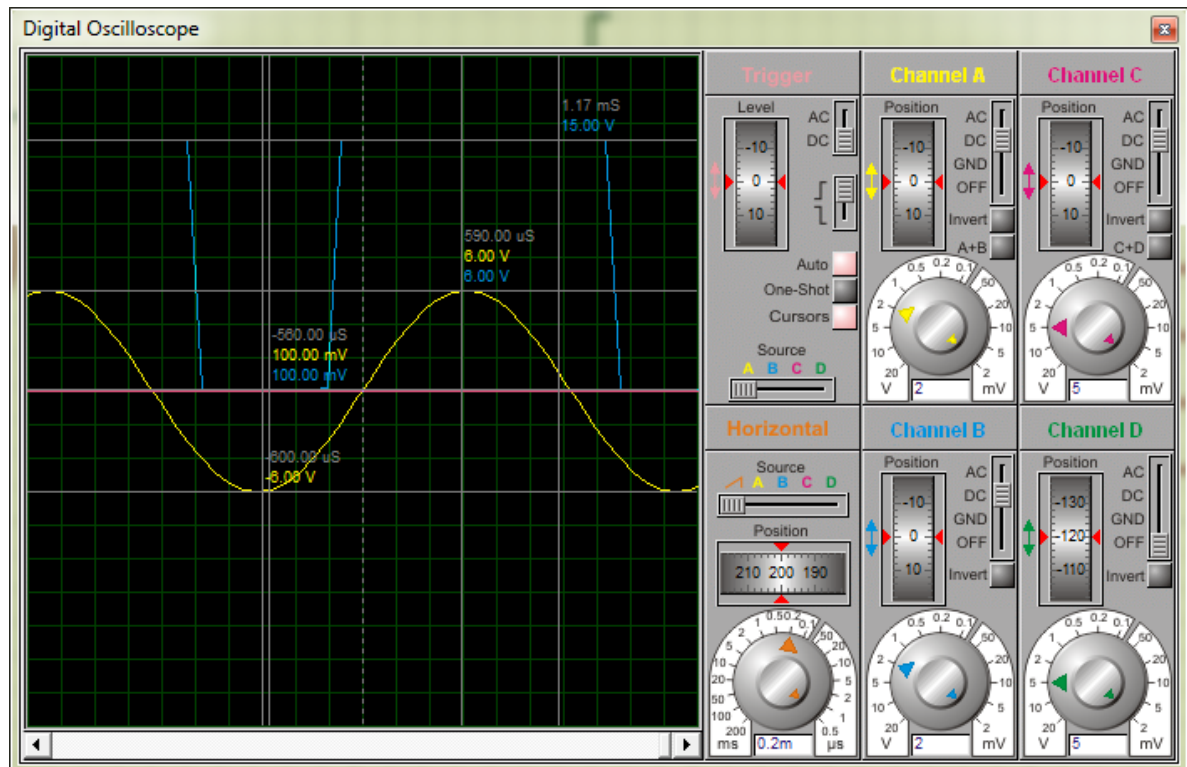 Digital Oscilloscope
1.17 mS
15.00 V
590.00 uS
6.00 V
6.00 V
-560.00 uS
100.00 mV
100.00 mV
-600.00 uS
-6.00 V
Trigger
Level
AC
DC
-10
0
10
Auto
One-Shot
Cursors
Source
A B C D
Channel A
Position
AC
DC
GND
OFF
-10
0
10
Invert
A+B
0.5 0.2 0.1
1
2
5
10
20
50
20
10
5
2
V
2
mV
Channel C
Position
AC
DC
GND
OFF
-10
0
10
Invert
C+D
0.5 0.2 0.1
1
2
5
10
20
50
20
10
5
2
V
5
mV
Horizontal
Source
A B C D
Position
210 200 190
0.5 0.2 0.1
1
2
5
10
20
50
100
200
50
20
10
5
2
1
0.5
ms
0.2m
µs
Channel B
Position
AC
DC
GND
OFF
-10
0
10
Invert
0.5 0.2 0.1
1
2
5
10
20
50
20
10
5
2
V
2
mV
Channel D
Position
AC
DC
GND
OFF
-130
-120
-110
Invert
0.5 0.2 0.1
1
2
5
10
20
50
20
10
5
2
V
5
mV